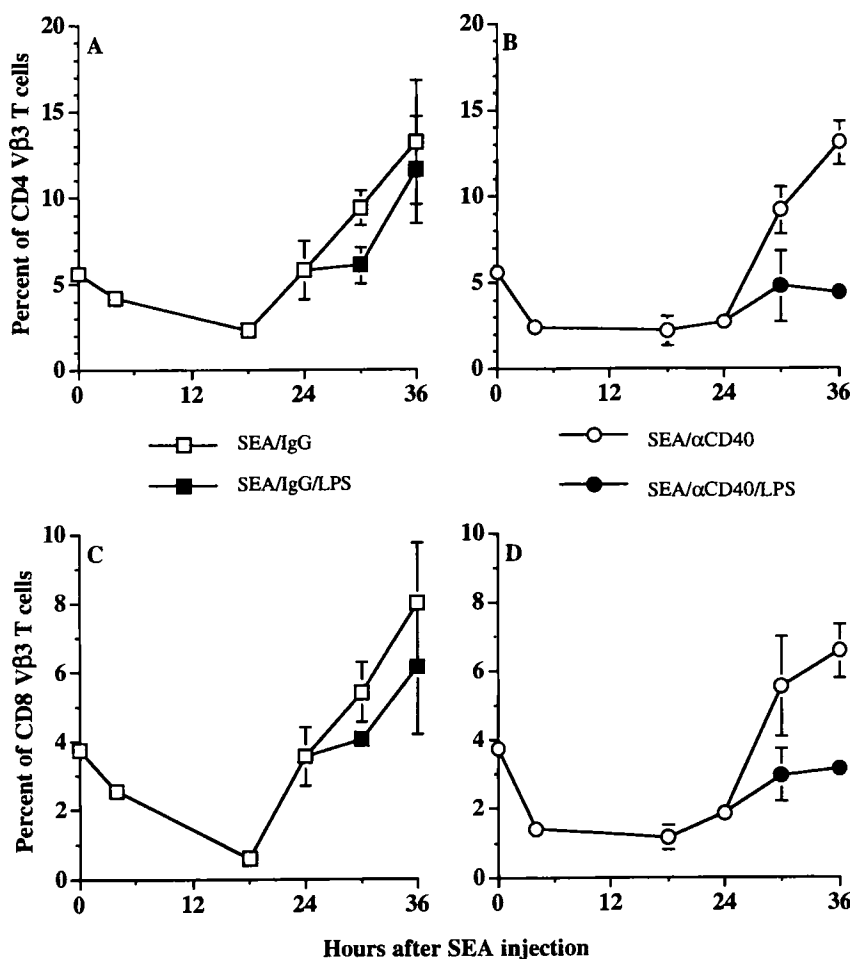 A
Percent of CD4 Vβ3 T cells
20
15
10
5
0
0 12 24 36
B
20
15
10
5
0
0 12 24 36
SEA/IgG
SEA/IgG/LPS
SEA/αCD40
SEA/αCD40/LPS
C
Percent of CD8 Vβ3 T cells
10
8
6
4
2
0
0 12 24 36
D
10
8
6
4
2
0
0 12 24 36
Hours after SEA injection